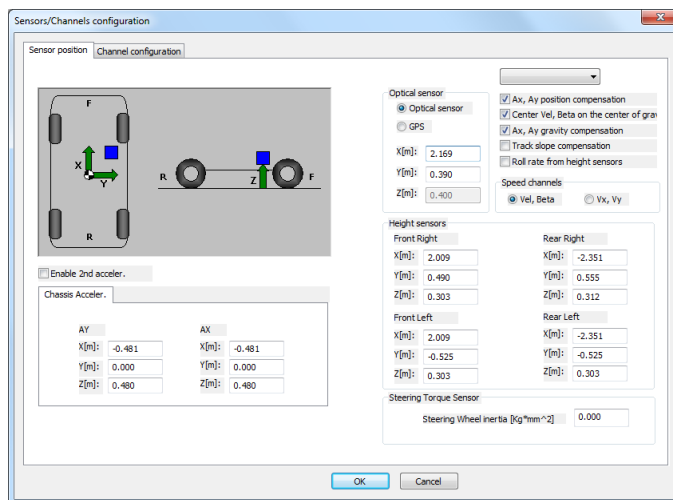 Sensors/Channels configuration
Sensor position
Channel configuration
F
X
Y
R
R
Z
F
Enable 2nd acceler.
Chassis Acceler.
AY
AX
X[m]: -0.481
X[m]: -0.481
Y[m]: 0.000
Y[m]: 0.000
Z[m]: 0.480
Z[m]: 0.480
Optical sensor
Optical sensor
GPS
X[m]: 2.169
Y[m]: 0.390
Z[m]: 0.400
Ax, Ay position compensation
Center Vel, Beta on the center of grav
Ax, Ay gravity compensation
Track slope compensation
Roll rate from height sensors
Speed channels
Vel, Beta
Vx, Vy
Height sensors
Front Right
Rear Right
X[m]: 2.009
X[m]: -2.351
Y[m]: 0.490
Y[m]: 0.555
Z[m]: 0.303
Z[m]: 0.312
Front Left
Rear Left
X[m]: 2.009
X[m]: -2.351
Y[m]: -0.525
Y[m]: -0.525
Z[m]: 0.303
Z[m]: 0.303
Steering Torque Sensor
Steering Wheel inertia [Kg*mm^2] 0.000
OK
Cancel